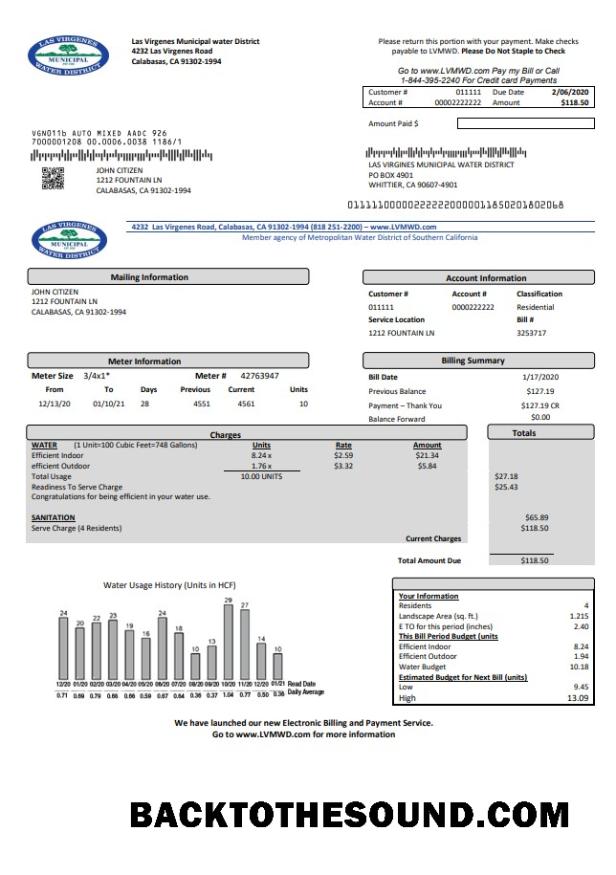 LAS VIRGENES
MUNICIPAL
WATER DISTRICT
Las Virgenes Municipal water District
4232 Las Virgenes Road
Calabasas, CA 91302-1994
Please return this portion with your payment. Make checks
payable to LVMWD. Please Do Not Staple to Check
Go to www.LVMWD.com Pay my Bill or Call
1-844-395-2240 For Credit card Payments
Customer # 011111 Due Date 2/06/2020
Account # 00002222222 Amount $118.50
Amount Paid $
VGN011b AUTO MIXED AADC 926
7000001208 00.0006.0038 1186/1
JOHN CITIZEN
1212 FOUNTAIN LN
CALABASAS, CA 91302-1994
LAS VIRGENES MUNICIPAL WATER DISTRICT
PO BOX 4901
WHITTIER, CA 90607-4901
LAS VIRGENES
MUNICIPAL
WATER DISTRICT
4232 Las Virgenes Road, Calabasas, CA 91302-1994 (818 251-2200) – www.LVMWD.com
Member agency of Metropolitan Water District of Southern California
Mailing Information
JOHN CITIZEN
1212 FOUNTAIN LN
CALABASAS, CA 91302-1994
Account Information
Customer # Account # Classification
011111 0000222222 Residential
Service Location Bill #
1212 FOUNTAIN LN 3253717
Meter Information
Meter Size 3/4x1* Meter # 42763947
From To Days Previous Current Units
12/13/20 01/10/21 28 4551 4561 10
Billing Summary
Bill Date 1/17/2020
Previous Balance $127.19
Payment – Thank You $127.19 CR
Balance Forward $0.00
Charges Totals
WATER (1 Unit=100 Cubic Feet=748 Gallons) Units Rate Amount
Efficient Indoor 8.24 x $2.59 $21.34
efficient Outdoor 1.76 x $3.32 $5.84
Total Usage 10.00 UNITS $27.18
Readiness To Serve Charge $25.43
Congratulations for being efficient in your water use.
SANITATION $65.89
Serve Charge (4 Residents) $118.50
Current Charges
Total Amount Due $118.50
Water Usage History (Units in HCF)
24 20 22 23 19 16 24 18 10 13 29 27 14 10
12/20 01/20 02/20 03/20 04/20 05/20 06/20 07/20 08/20 09/20 10/20 11/20 12/20 01/21 Read Date
0.71 0.69 0.79 0.66 0.66 0.59 0.67 0.64 0.36 0.37 1.04 0.77 0.50 0.36 Daily Average
Your Information
Residents 4
Landscape Area (sq. ft.) 1.215
E TO for this period (inches) 2.40
This Bill Period Budget (units
Efficient Indoor 8.24
Efficient Outdoor 1.94
Water Budget 10.18
Estimated Budget for Next Bill (units)
Low 9.45
High 13.09
We have launched our new Electronic Billing and Payment Service.
Go to www.LVMWD.com for more information
BACKTOTHESOUND.COM